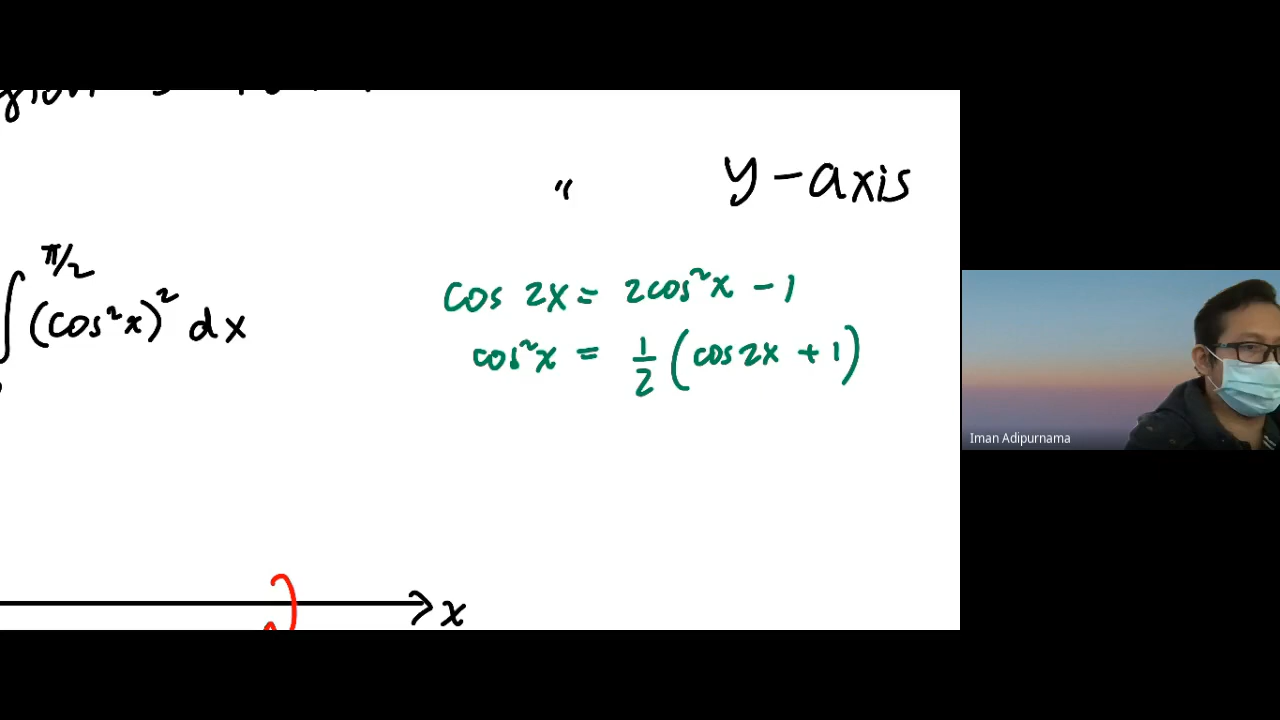 " y-axis
π/2
∫ (cos²x)² dx
cos 2x = 2cos²x - 1
cos²x = 1/2 (cos 2x + 1)
x
Iman Adipurnama